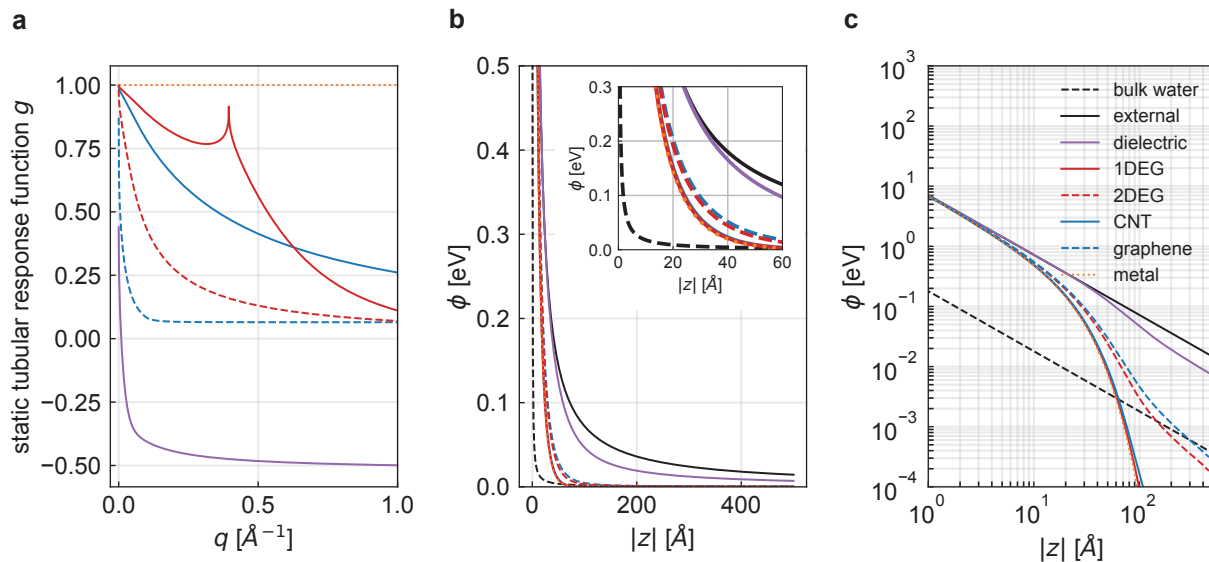 a
static tubular response function g
1.00
0.75
0.50
0.25
0.00
−0.25
−0.50
0.0
0.5
1.0
q [Å⁻¹]
b
ϕ [eV]
0.5
0.4
0.3
0.2
0.1
0.0
0
200
400
|z| [Å]
ϕ [eV]
0.3
0.2
0.1
0.0
0
20
40
60
|z| [Å]
c
ϕ [eV]
10³
10²
10¹
10⁰
10⁻¹
10⁻²
10⁻³
10⁻⁴
10⁰
10¹
10²
|z| [Å]
bulk water
external
dielectric
1DEG
2DEG
CNT
graphene
metal